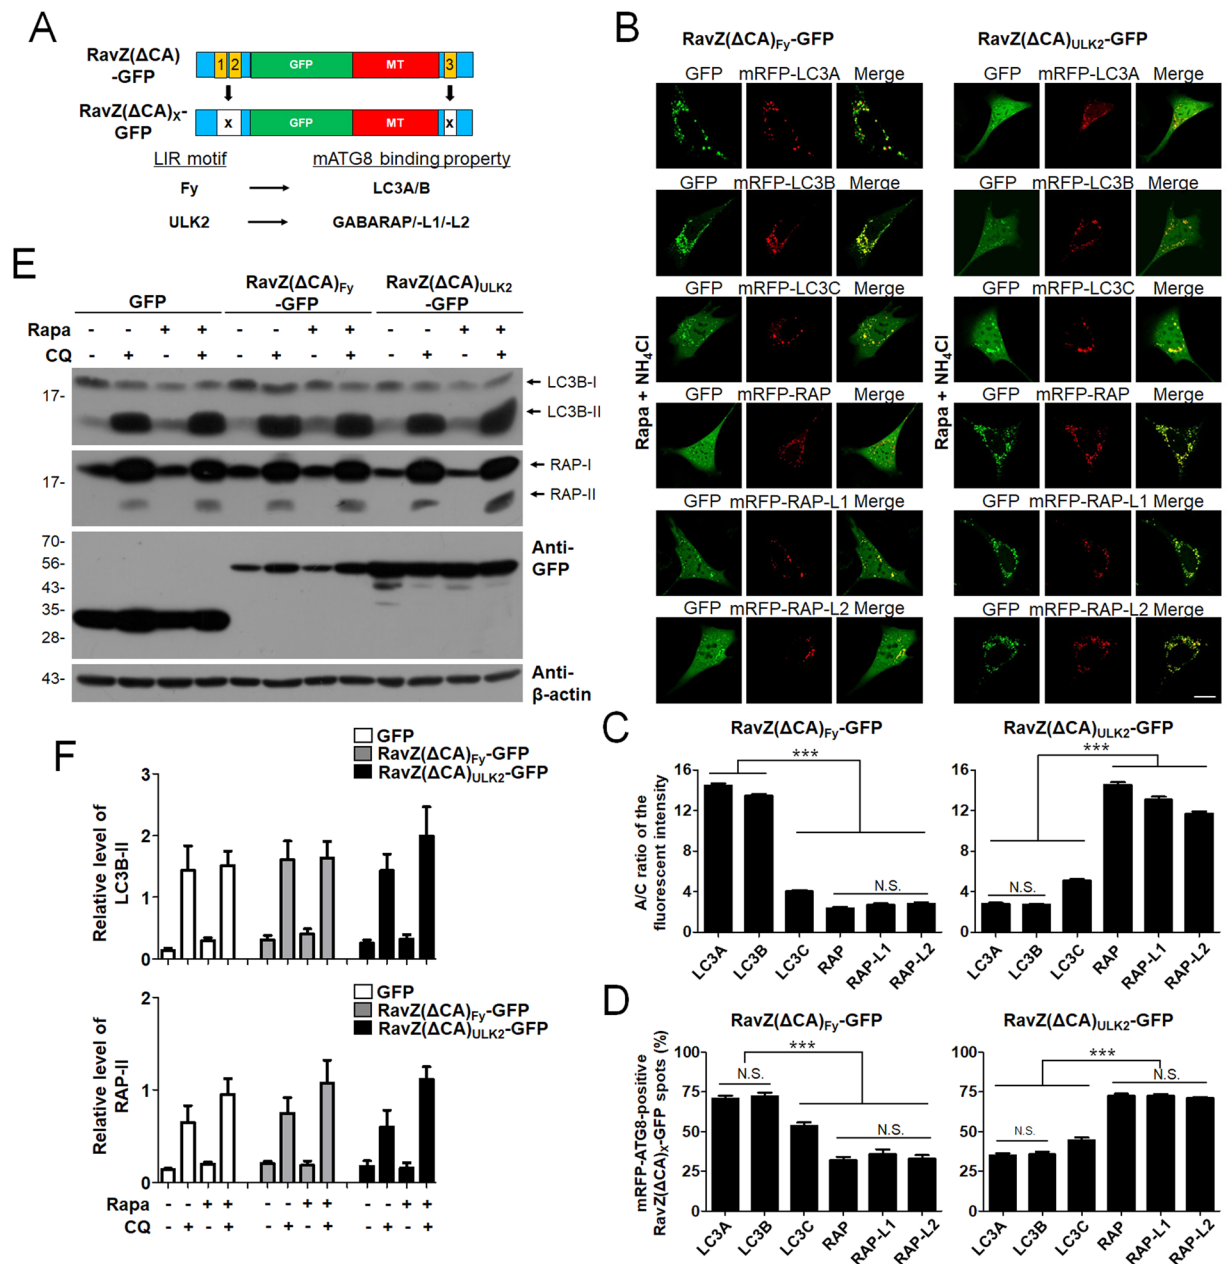 A
RavZ(ΔCA)
-GFP
1 2 GFP MT 3
RavZ(ΔCA)X-
GFP
x GFP MT x
LIR motif mATG8 binding property
Fy LC3A/B
ULK2 GABARAP/-L1/-L2
B
RavZ(ΔCA)Fy-GFP RavZ(ΔCA)ULK2-GFP
GFP mRFP-LC3A Merge GFP mRFP-LC3A Merge
GFP mRFP-LC3B Merge GFP mRFP-LC3B Merge
GFP mRFP-LC3C Merge GFP mRFP-LC3C Merge
GFP mRFP-RAP Merge GFP mRFP-RAP Merge
GFP mRFP-RAP-L1 Merge GFP mRFP-RAP-L1 Merge
GFP mRFP-RAP-L2 Merge GFP mRFP-RAP-L2 Merge
Rapa + NH4Cl
Rapa + NH4Cl
E
GFP RavZ(ΔCA)Fy RavZ(ΔCA)ULK2
-GFP -GFP
Rapa - - + + - - + + - - + +
CQ - + - + - + - + - + - +
17- LC3B-I
LC3B-II
RAP-I
17- RAP-II
70-
56-
43-
35-
28-
Anti-
GFP
43- Anti-
β-actin
C
RavZ(ΔCA)Fy-GFP RavZ(ΔCA)ULK2-GFP
A/C ratio of the
fluorescent intensity
16
12
8
4
0
*** N.S.
LC3A LC3B LC3C RAP RAP-L1 RAP-L2
16
12
8
4
0
*** N.S.
LC3A LC3B LC3C RAP RAP-L1 RAP-L2
D
RavZ(ΔCA)Fy-GFP RavZ(ΔCA)ULK2-GFP
mRFP-ATG8-positive
RavZ(ΔCA)X-GFP spots (%)
100
75
50
25
0
*** N.S. N.S.
LC3A LC3B LC3C RAP RAP-L1 RAP-L2
100
75
50
25
0
*** N.S. N.S.
LC3A LC3B LC3C RAP RAP-L1 RAP-L2
F
GFP
RavZ(ΔCA)Fy-GFP
RavZ(ΔCA)ULK2-GFP
Relative level of
LC3B-II
3
2
1
0
GFP
RavZ(ΔCA)Fy-GFP
RavZ(ΔCA)ULK2-GFP
Relative level of
RAP-II
2
1
0
Rapa - - + + - - + + - - + +
CQ - + - + - + - + - + - +